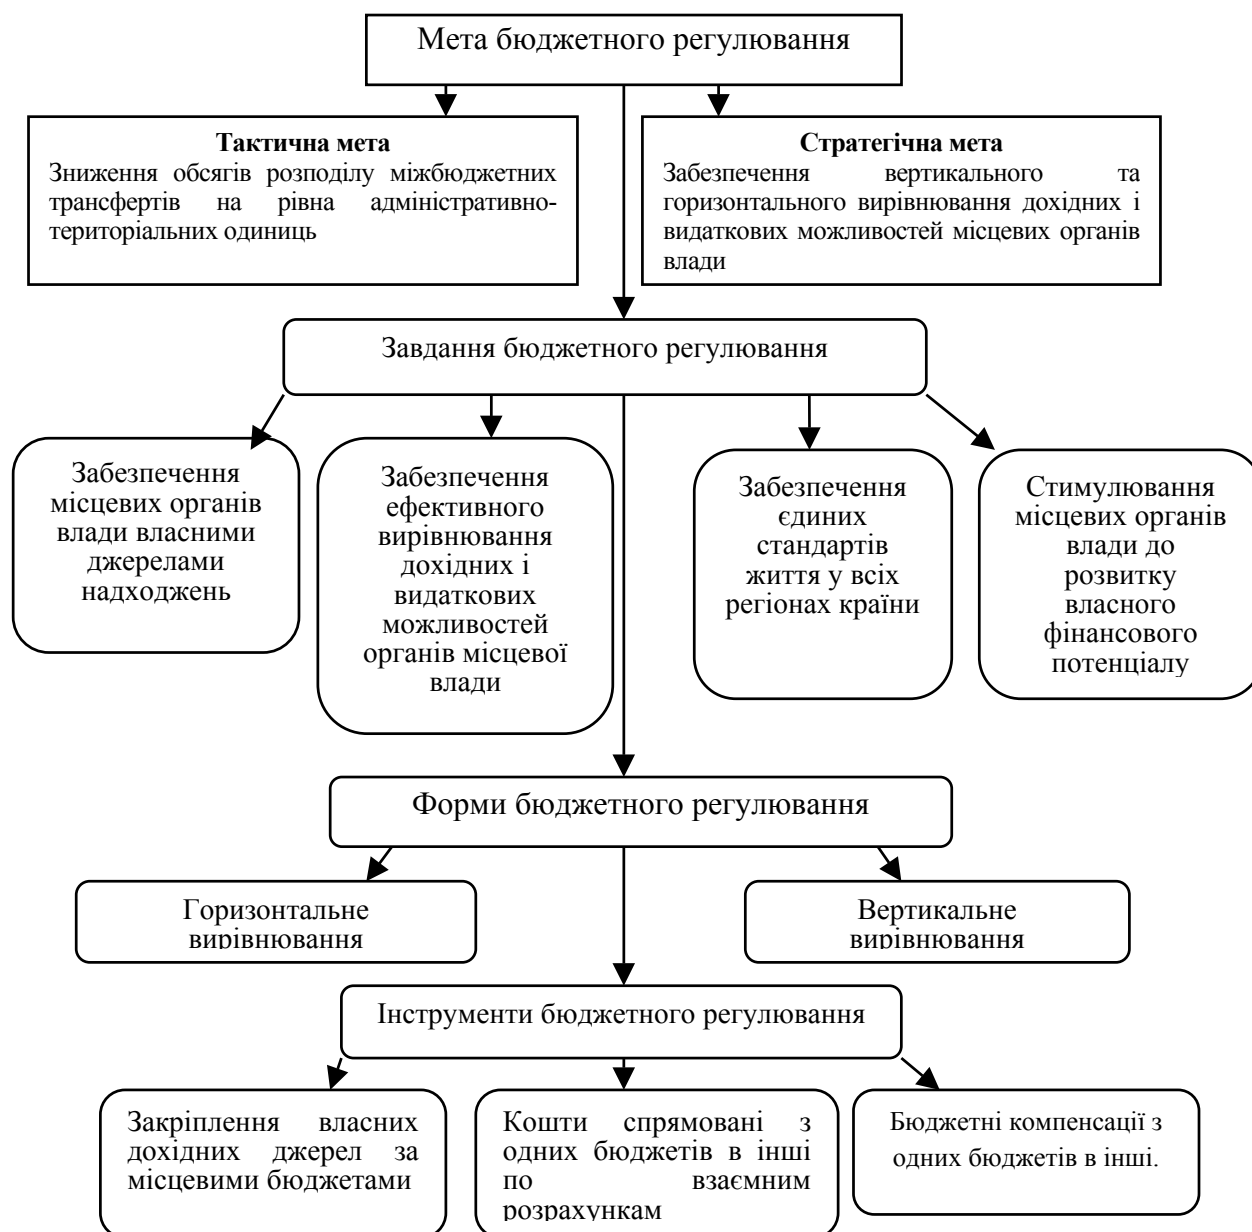 Мета бюджетного регулювання
Тактична мета
Зниження обсягів розподілу міжбюджетних
трансфертів на рівна адміністративно-
територіальних одиниць
Стратегічна мета
Забезпечення вертикального та
горизонтального вирівнювання дохідних і
видаткових можливостей місцевих органів
влади
Завдання бюджетного регулювання
Забезпечення
місцевих органів
влади власними
джерелами
надходжень
Забезпечення
ефективного
вирівнювання
дохідних і
видаткових
можливостей
органів місцевої
влади
Забезпечення
єдиних
стандартів
життя у всіх
регіонах країни
Стимулювання
місцевих органів
влади до
розвитку
власного
фінансового
потенціалу
Форми бюджетного регулювання
Горизонтальне
вирівнювання
Вертикальне
вирівнювання
Інструменти бюджетного регулювання
Закріплення власних
дохідних джерел за
місцевими бюджетами
Кошти спрямовані з
одних бюджетів в інші
по взаємним
розрахункам
Бюджетні компенсації з
одних бюджетів в інші.